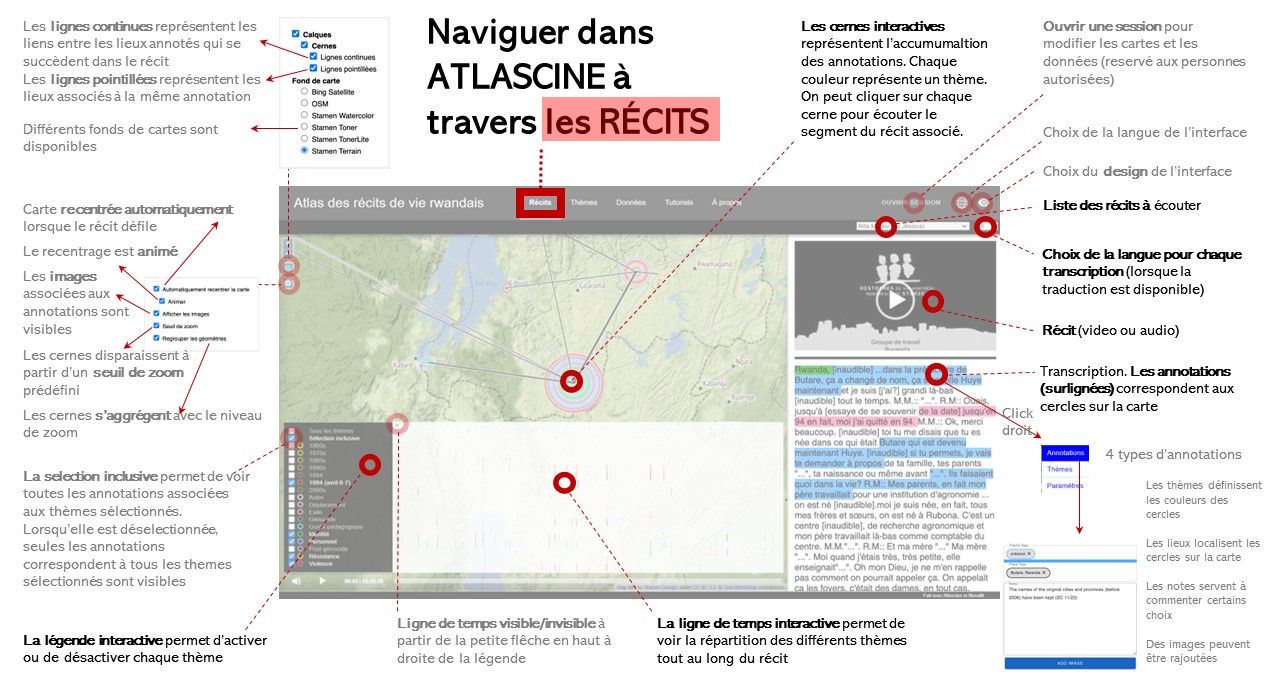 Les lignes continues représentent les
liens entre les lieux annotés qui se
succèdent dans le récit
Les lignes pointillées représentent les
lieux associés à la même annotation
Différents fonds de cartes sont
disponibles
Calques
Cernes
Lignes continues
Lignes pointillées
Fond de carte
Bing Satellite
OSM
Stamen Watercolor
Stamen Toner
Stamen TonerLite
Stamen Terrain
Naviguer dans
ATLASCINE à
travers les RÉCITS
Les cernes interactives
représentent l'accumumaltion
des annotations. Chaque
couleur représente un thème.
On peut cliquer sur chaque
cerne pour écouter le
segment du récit associé.
Ouvrir une session pour
modifier les cartes et les
données (reservé aux personnes
autorisées)
Choix de la langue de l'interface
Choix du design de l'interface
Liste des récits à écouter
Choix de la langue pour chaque
transcription (lorsque la
traduction est disponible)
Récit (video ou audio)
Transcription. Les annotations
(surlignées) correspondent aux
cercles sur la carte
Click
droit
Annotations
Thèmes
Paramètres
4 types d'annotations
Les thèmes définissent
les couleurs des
cercles
Les lieux localisent les
cercles sur la carte
Les notes servent à
commenter certains
choix
Des images peuvent
être rajoutées
Theme Tags
enfance ✕
Place Tags
Butare, Rwanda ✕
Notes
The names of the original cities and provinces (before
2006) have been kept (SC 11/22)
ADD IMAGE
Carte recentrée automatiquement
lorsque le récit défile
Le recentrage est animé
Les images
associées aux
annotations sont
visibles
Les cernes disparaissent à
partir d'un seuil de zoom
prédéfini
Les cernes s'aggrégent avec le niveau
de zoom
Automatiquement recentrer la carte
Animer
Afficher les images
Seuil de zoom
Regrouper les géométries
La selection inclusive permet de voir
toutes les annotations associées
aux thèmes sélectionnés.
Lorsqu'elle est déselectionnée,
seules les annotations
correspondent à tous les themes
sélectionnés sont visibles
La légende interactive permet d'activer
ou de désactiver chaque thème
Ligne de temps visible/invisible à
partir de la petite flêche en haut à
droite de la légende
La ligne de temps interactive permet de
voir la répartition des différents thèmes
tout au long du récit
Atlas des récits de vie rwandais
Récits
Thèmes
Données
Tutoriels
À propos
OUVRIR SESSION
Rwamagana
Gitarama
Kabare
Ngara
Kabanga
Groupe de travail
Rwanda
Tous les thèmes
Sélection inclusive
1960s
1970s
1980s
1990s
1994
1994 (avril 6-7)
2000s
Autre
Déplacement
Exile
Génocide
Guide pédagogique
Identité
Personnel
Post génocide
Résistance
Violence
Rwanda, [inaudible] ...dans la de
Butare, ça a changé de nom, ça Huye
maintenant et je suis [j'ai?] grandi là-bas
[inaudible] tout le temps. M.M.:: "...". R.M:: Ouais,
jusqu'à [essaye de se souvenir de la date] jusqu'en
94 en fait, moi j'ai quitté en 94. M.M.:: Ok, merci
beaucoup. [inaudible] toi tu me disais que tu es
née dans ce qui était Butare qui est devenu
maintenant Huye. [inaudible] si tu permets, je vais
te demander à propos de ta famille, tes parents
"...", ta naissance ou même avant "...". Ils faisaient
quoi dans la vie? R.M:: Mes parents, en fait mon
père travaillait pour une institution d'agronomie ...
on est né [inaudible].moi je suis née, en fait, tous
mes frères et sœurs, on est né à Rubona. C'est un
centre [inaudible], de recherche agronomique et
mon père travaillait là-bas comme comptable du
centre. M.M."...". R.M:: Et ma mère "..." Ma mère
"...". Moi quand j'étais très, très petite, elle
enseignait"...". Oh mon Dieu, je ne m'en rappelle
pas comment on pourrait appeler ça. On appelait
ça les foyers, c'était des dames, en tout cas,
Fait avec Atlascine et Nunaliit